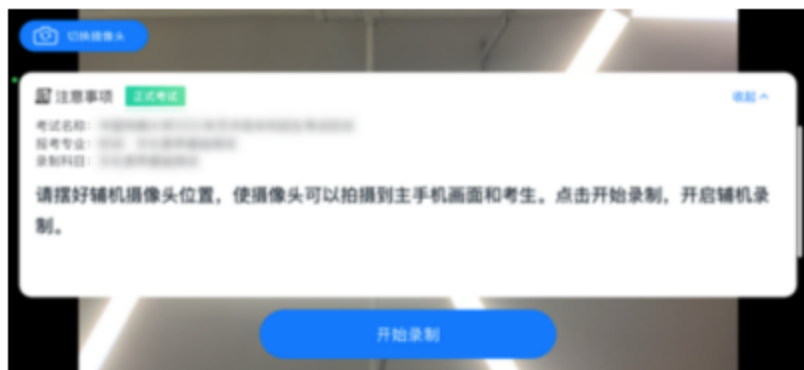 切换摄像头
注意事项 正式考试 收起
考试名称：
报考专业：
录制科目：
请摆好辅机摄像头位置，使摄像头可以拍摄到主手机画面和考生。点击开始录制，开启辅机录
制。
开始录制